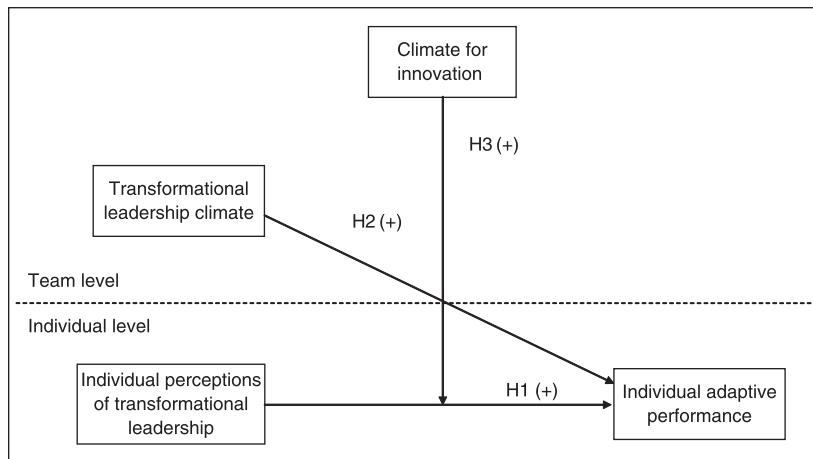 Climate for
innovation
H3 (+)
Transformational
leadership climate
H2 (+)
Team level
Individual level
Individual perceptions
of transformational
leadership
H1 (+)
Individual adaptive
performance